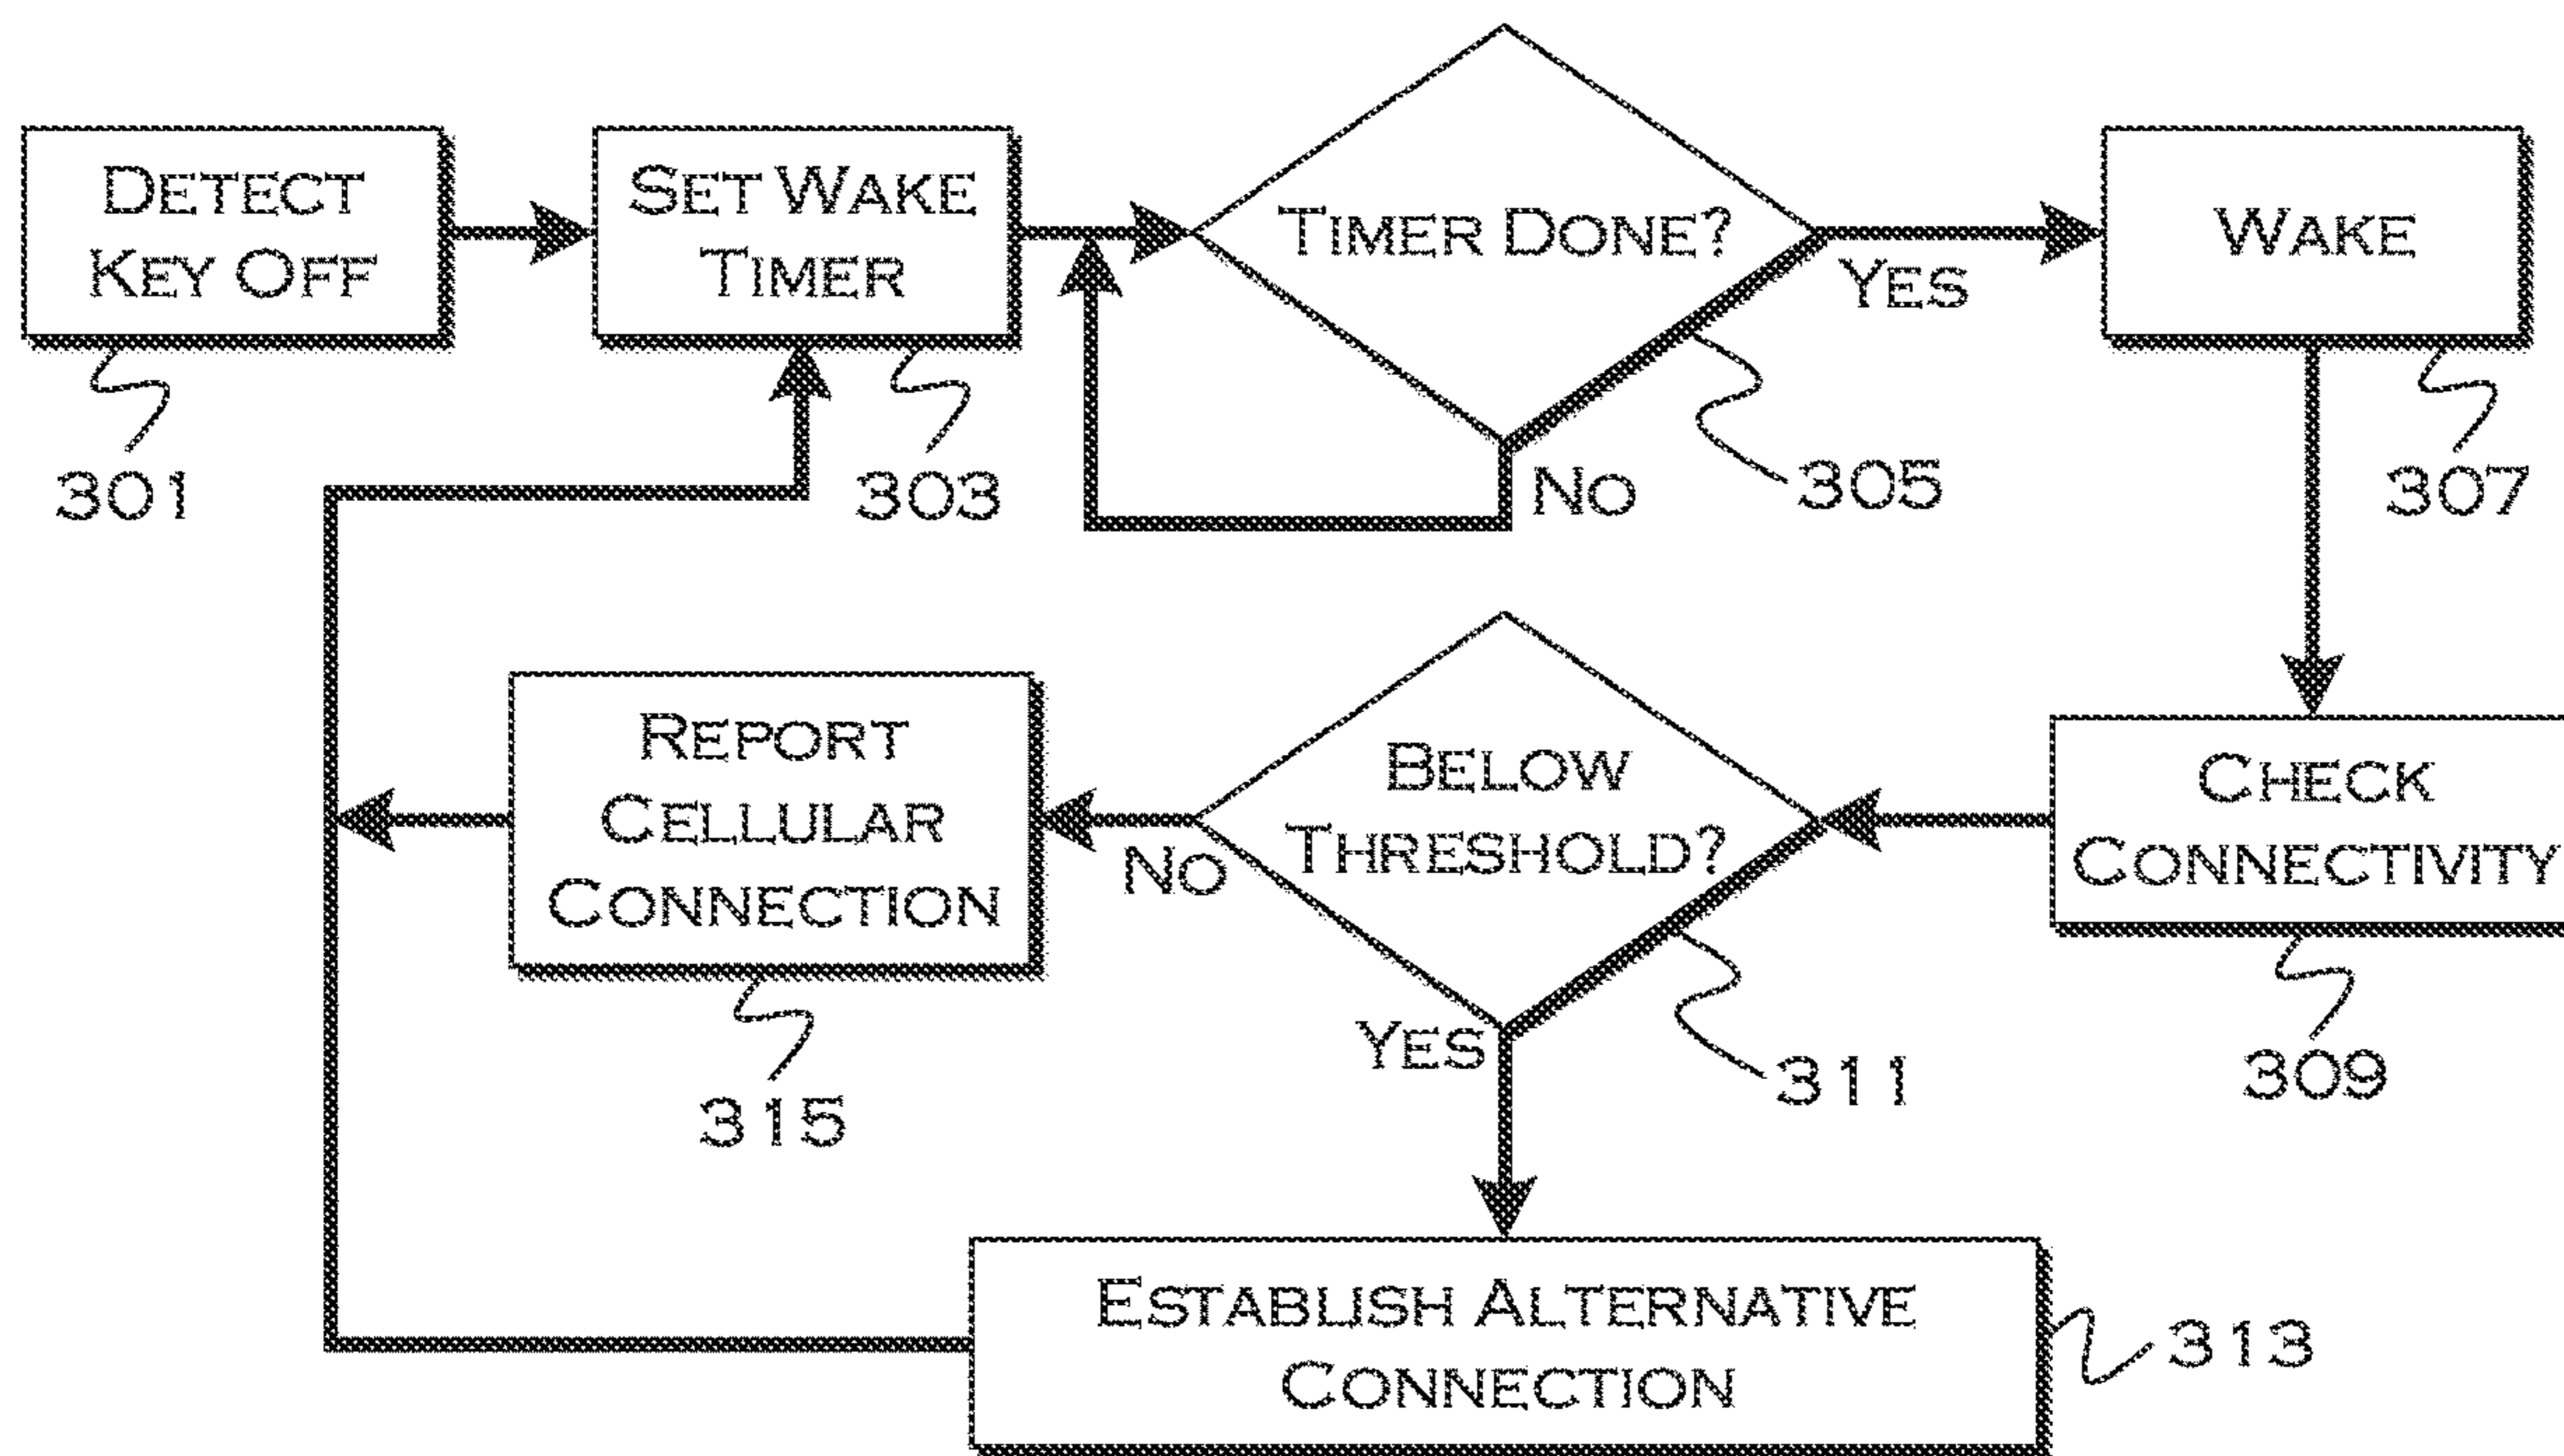 DETECT
KEY OFF
301
SET WAKE
TIMER
303
TIMER DONE?
YES
NO
305
WAKE
307
CHECK
CONNECTIVITY
309
BELOW
THRESHOLD?
NO
YES
311
REPORT
CELLULAR
CONNECTION
315
ESTABLISH ALTERNATIVE
CONNECTION
313